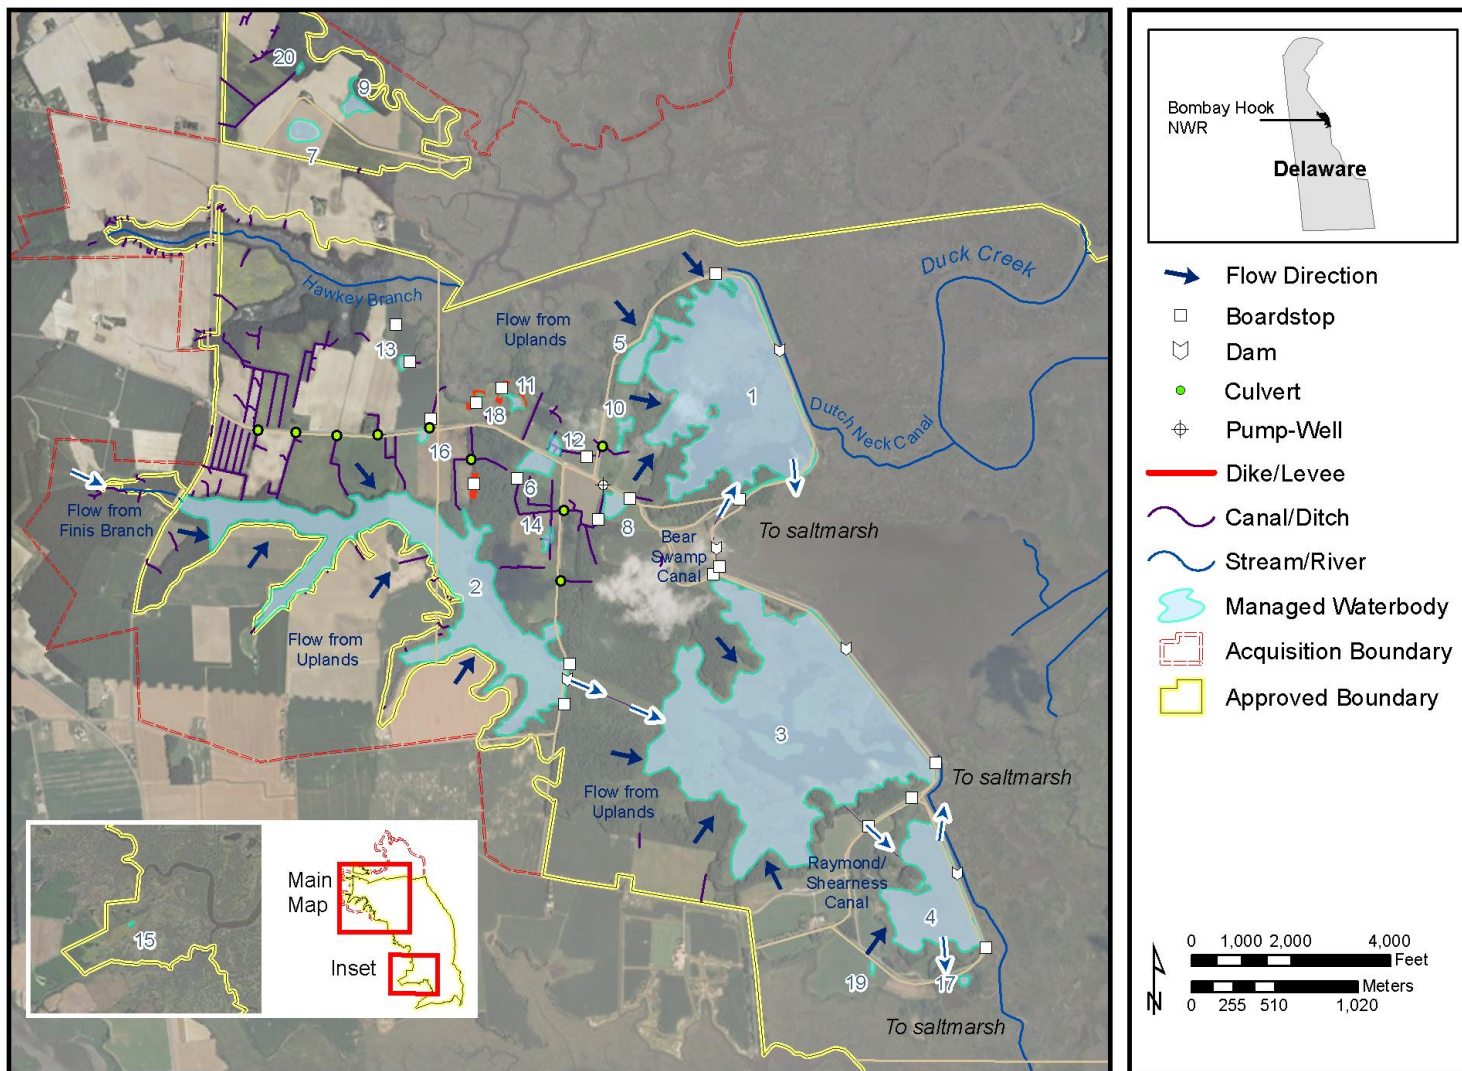 20
9
7
Hawkey Branch
Flow from
Uplands
Duck Creek
Dutch Neck Canal
13
5
11
18
10
1
12
16
6
14
8
Flow from
Finis Branch
Bear
Swamp
Canal
To saltmarsh
2
Flow from
Uplands
3
To saltmarsh
Flow from
Uplands
Raymond/
Shearness
Canal
4
19
17
To saltmarsh
15
Main
Map
Inset
Bombay Hook
NWR
Delaware
Flow Direction
Boardstop
Dam
Culvert
Pump-Well
Dike/Levee
Canal/Ditch
Stream/River
Managed Waterbody
Acquisition Boundary
Approved Boundary
N
0 1,000 2,000 4,000
Feet
Meters
0 255 510 1,020